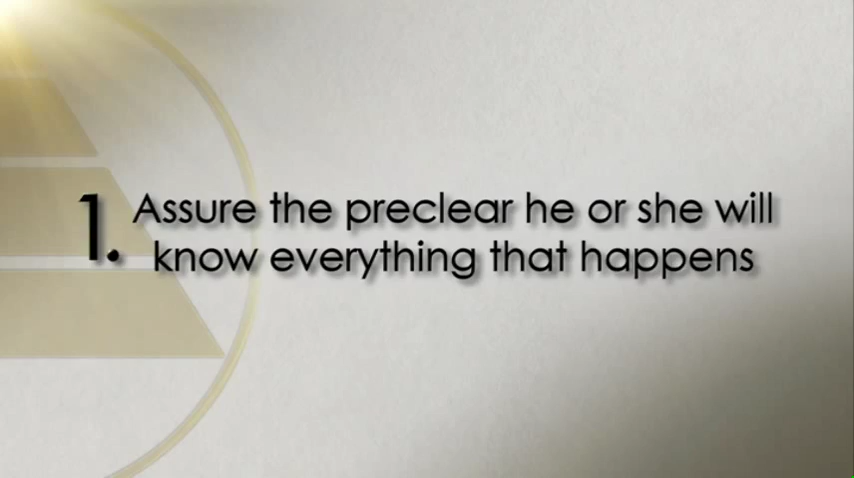 1. Assure the preclear he or she will
know everything that happens